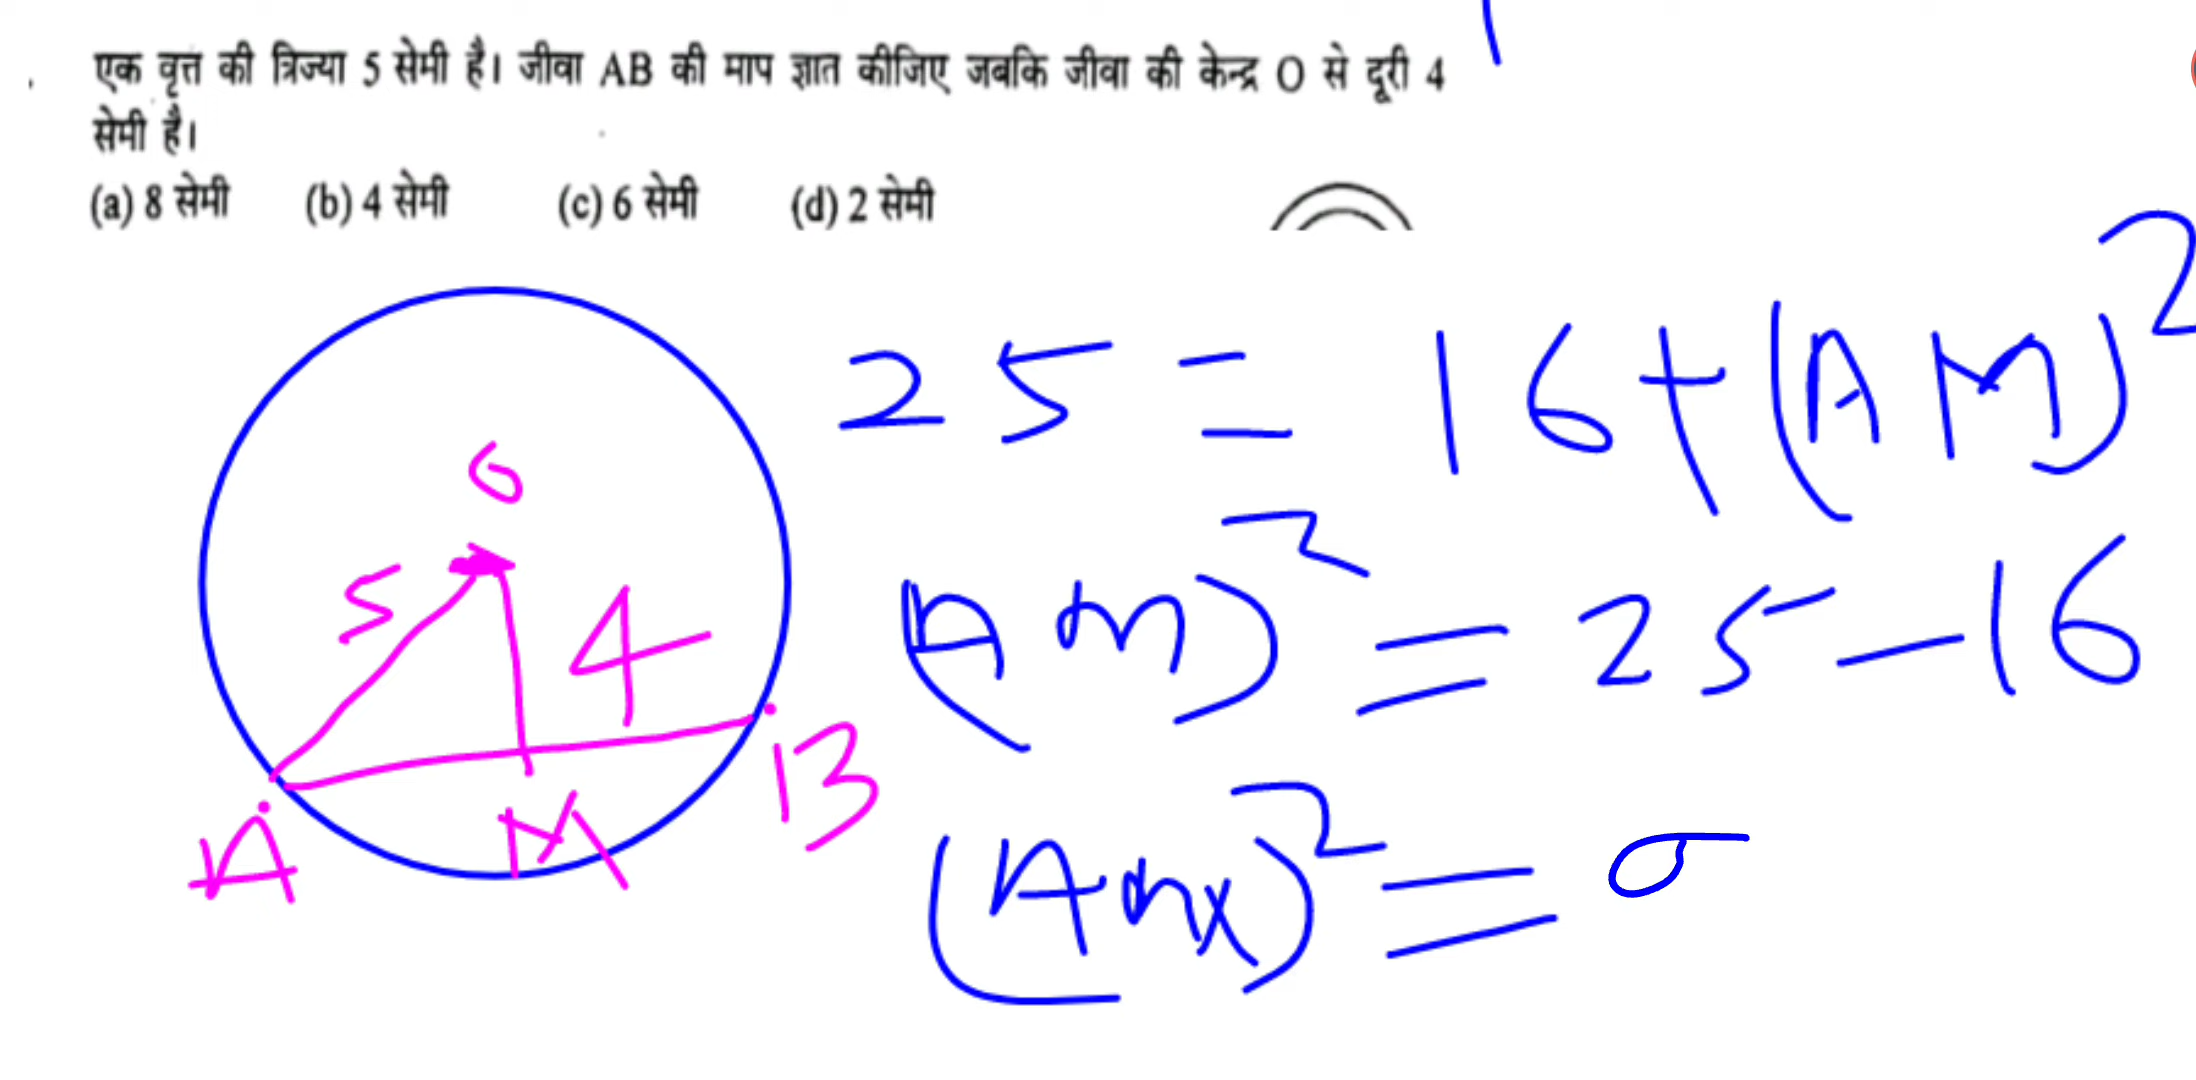 एक वृत्त की त्रिज्या 5 सेमी है। जीवा AB की माप ज्ञात कीजिए जबकि जीवा की केन्द्र O से दूरी 4
सेमी है।
(a) 8 सेमी (b) 4 सेमी (c) 6 सेमी (d) 2 सेमी
25 = 16+(AM)²
O
5 4
(AM)² = 25-16
A M B
(AM)² =